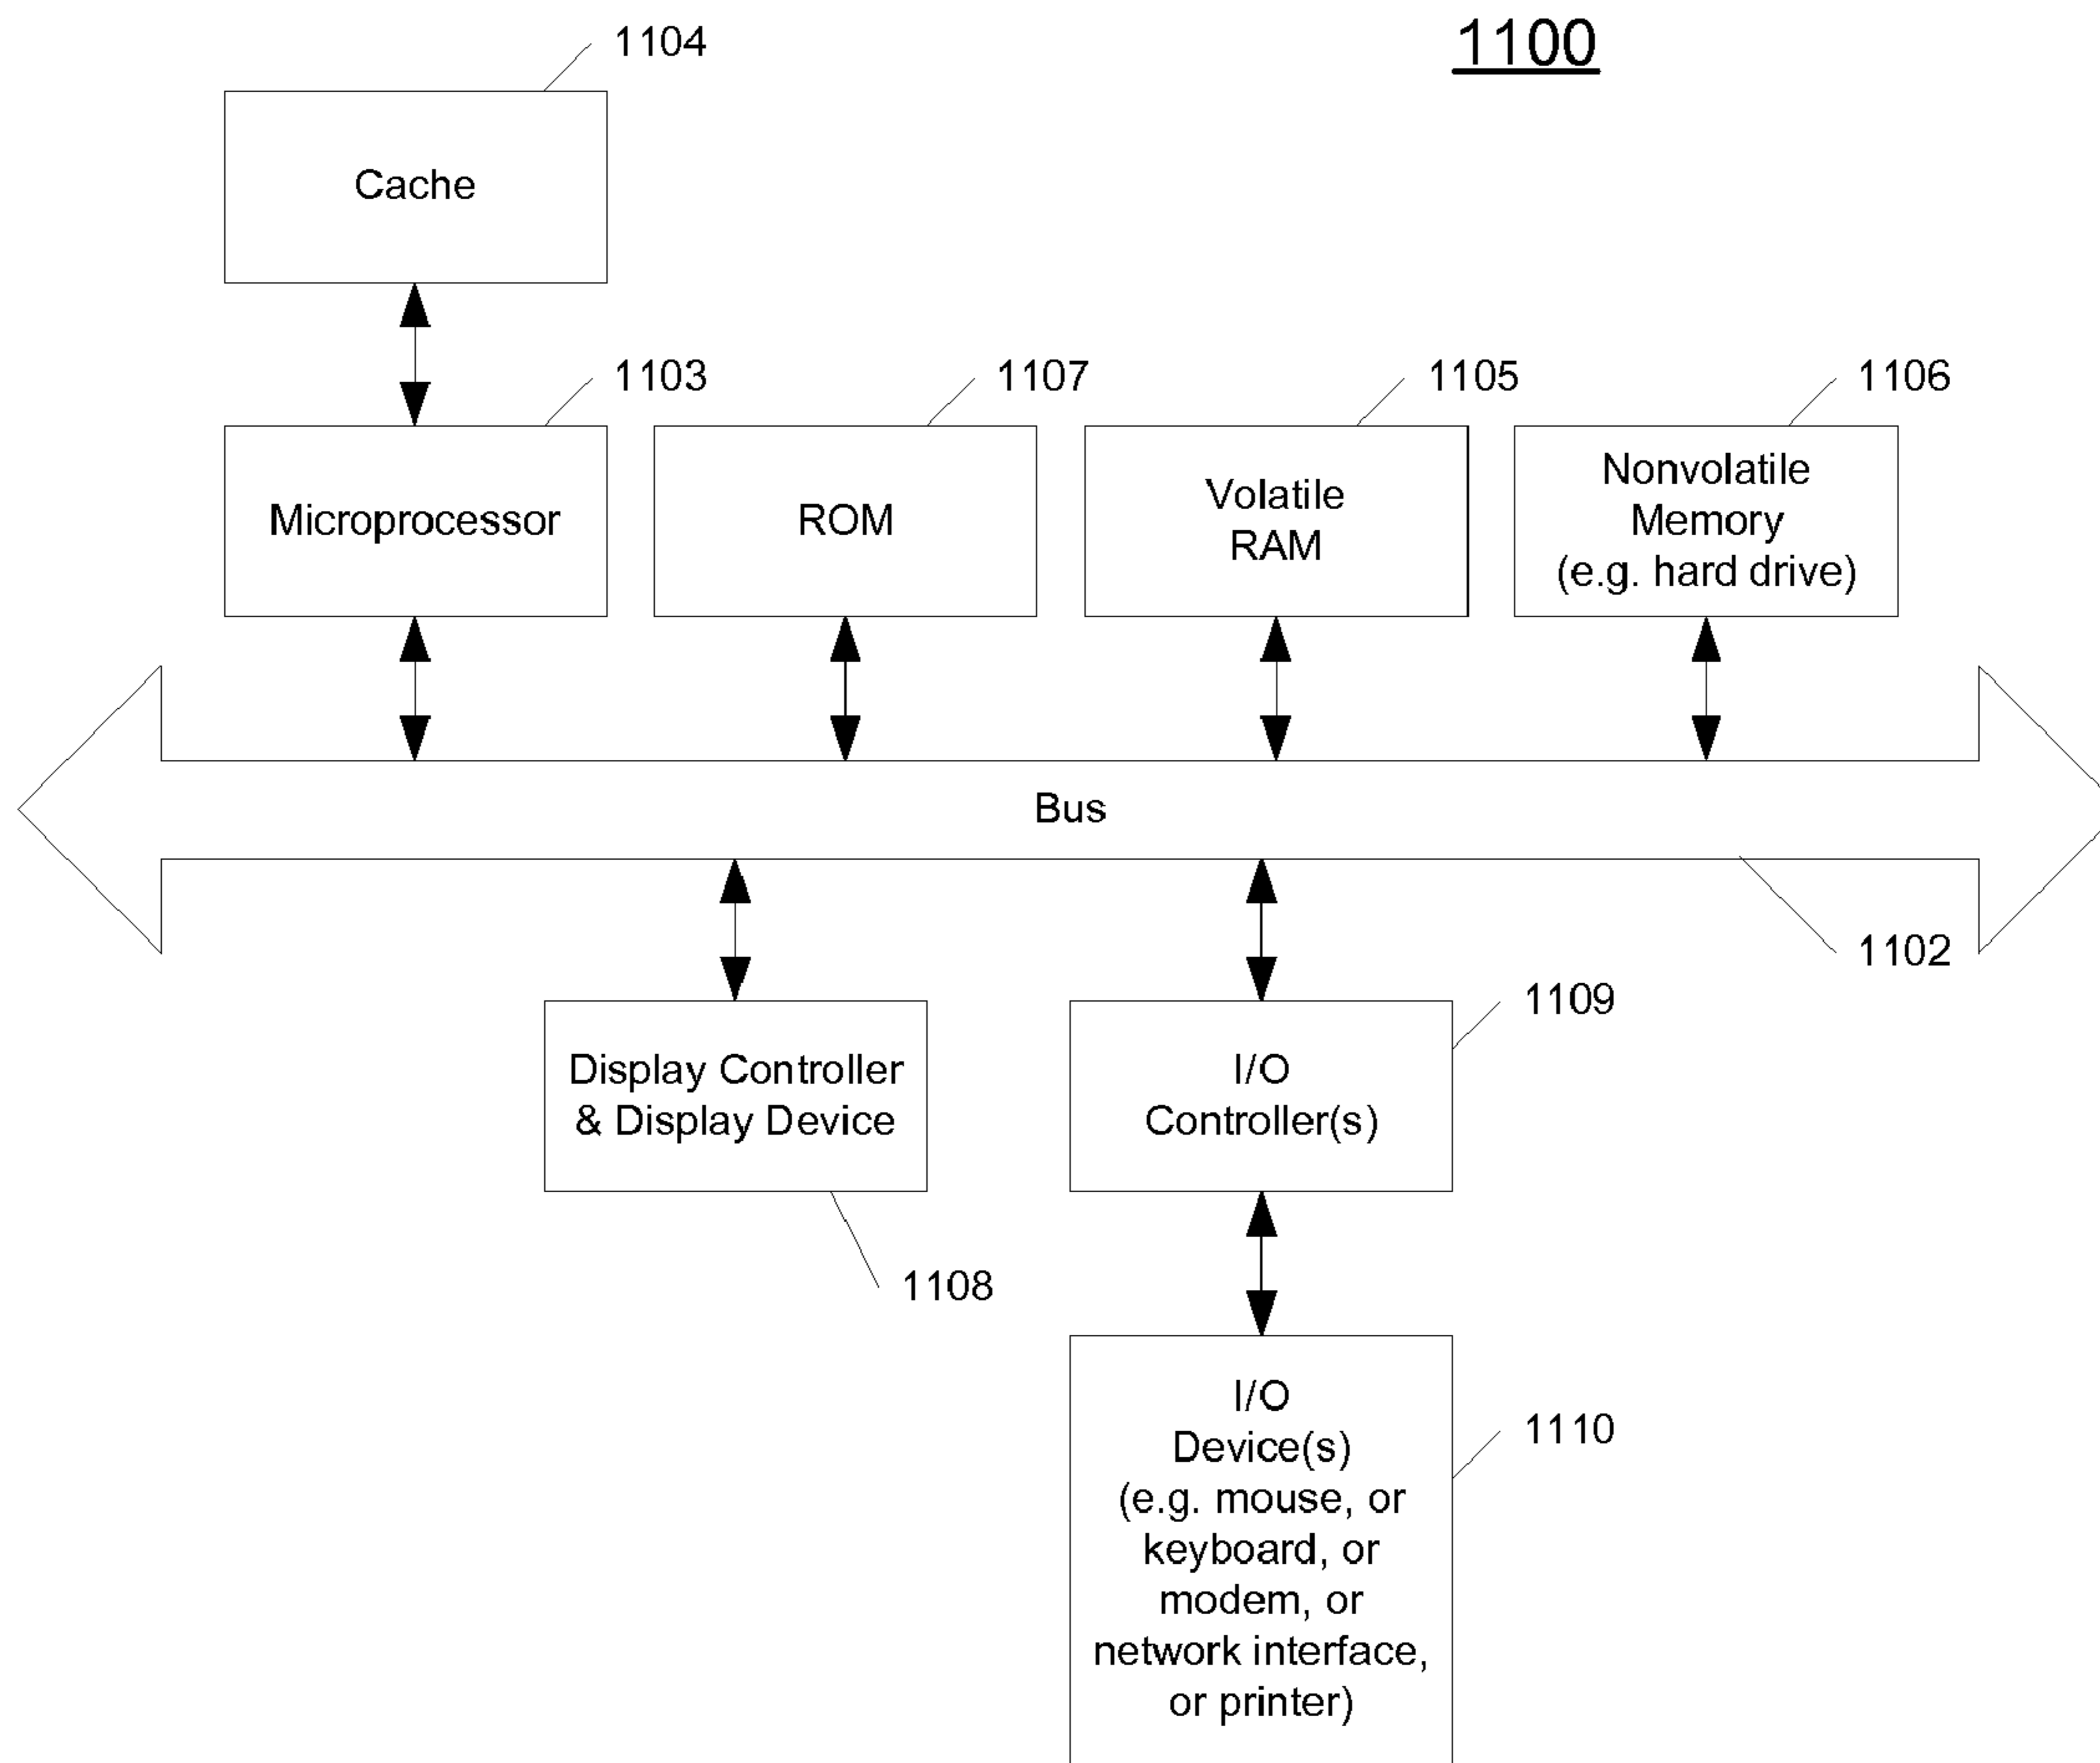 1100
1104
Cache
1103
1107
1105
1106
Microprocessor
ROM
Volatile
RAM
Nonvolatile
Memory
(e.g. hard drive)
Bus
1102
1109
Display Controller
& Display Device
I/O
Controller(s)
1108
I/O
Device(s)
(e.g. mouse, or
keyboard, or
modem, or
network interface,
or printer)
1110